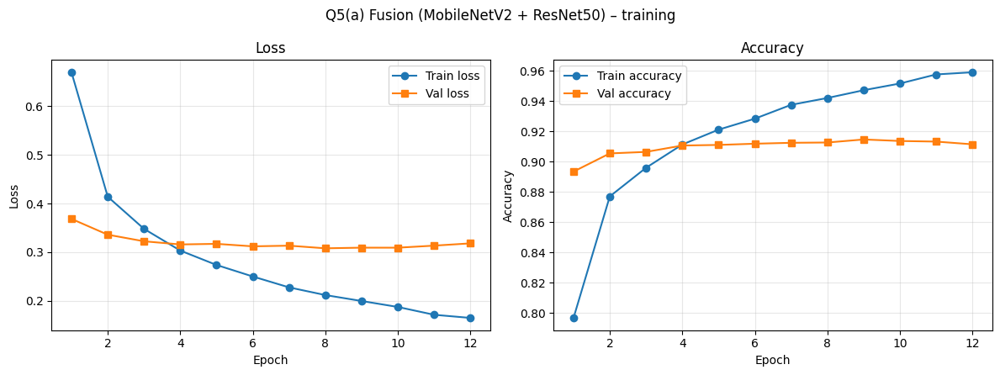 Q5(a) Fusion (MobileNetV2 + ResNet50) – training
Loss
Train loss
Val loss
0.6
0.5
0.4
0.3
0.2
Loss
2 4 6 8 10 12
Epoch
Accuracy
Train accuracy
Val accuracy
0.96
0.94
0.92
0.90
0.88
0.86
0.84
0.82
0.80
Accuracy
2 4 6 8 10 12
Epoch